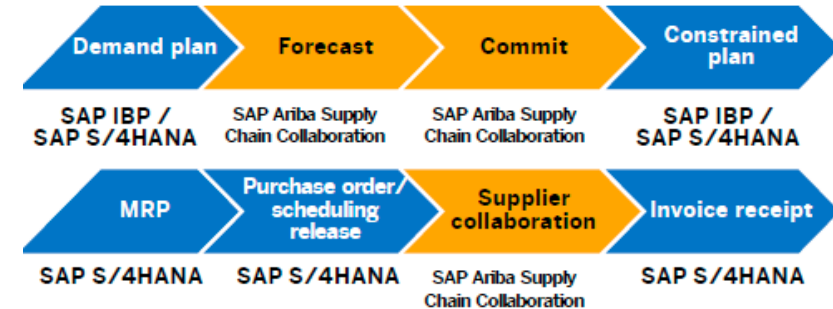 Demand plan
Forecast
Commit
Constrained
plan
SAP IBP /
SAP S/4HANA
SAP Ariba Supply
Chain Collaboration
SAP Ariba Supply
Chain Collaboration
SAP IBP /
SAP S/4HANA
MRP
Purchase order/
scheduling
release
Supplier
collaboration
Invoice receipt
SAP S/4HANA
SAP S/4HANA
SAP Ariba Supply
Chain Collaboration
SAP S/4HANA